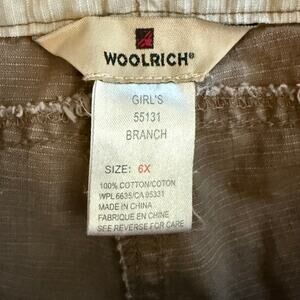 WOOLRICH®
GIRL'S
55131
BRANCH
SIZE: 6X
100% COTTON/COTON
WPL 6635/CA 95331
MADE IN CHINA
FABRIQUE EN CHINE
SEE REVERSE FOR CARE